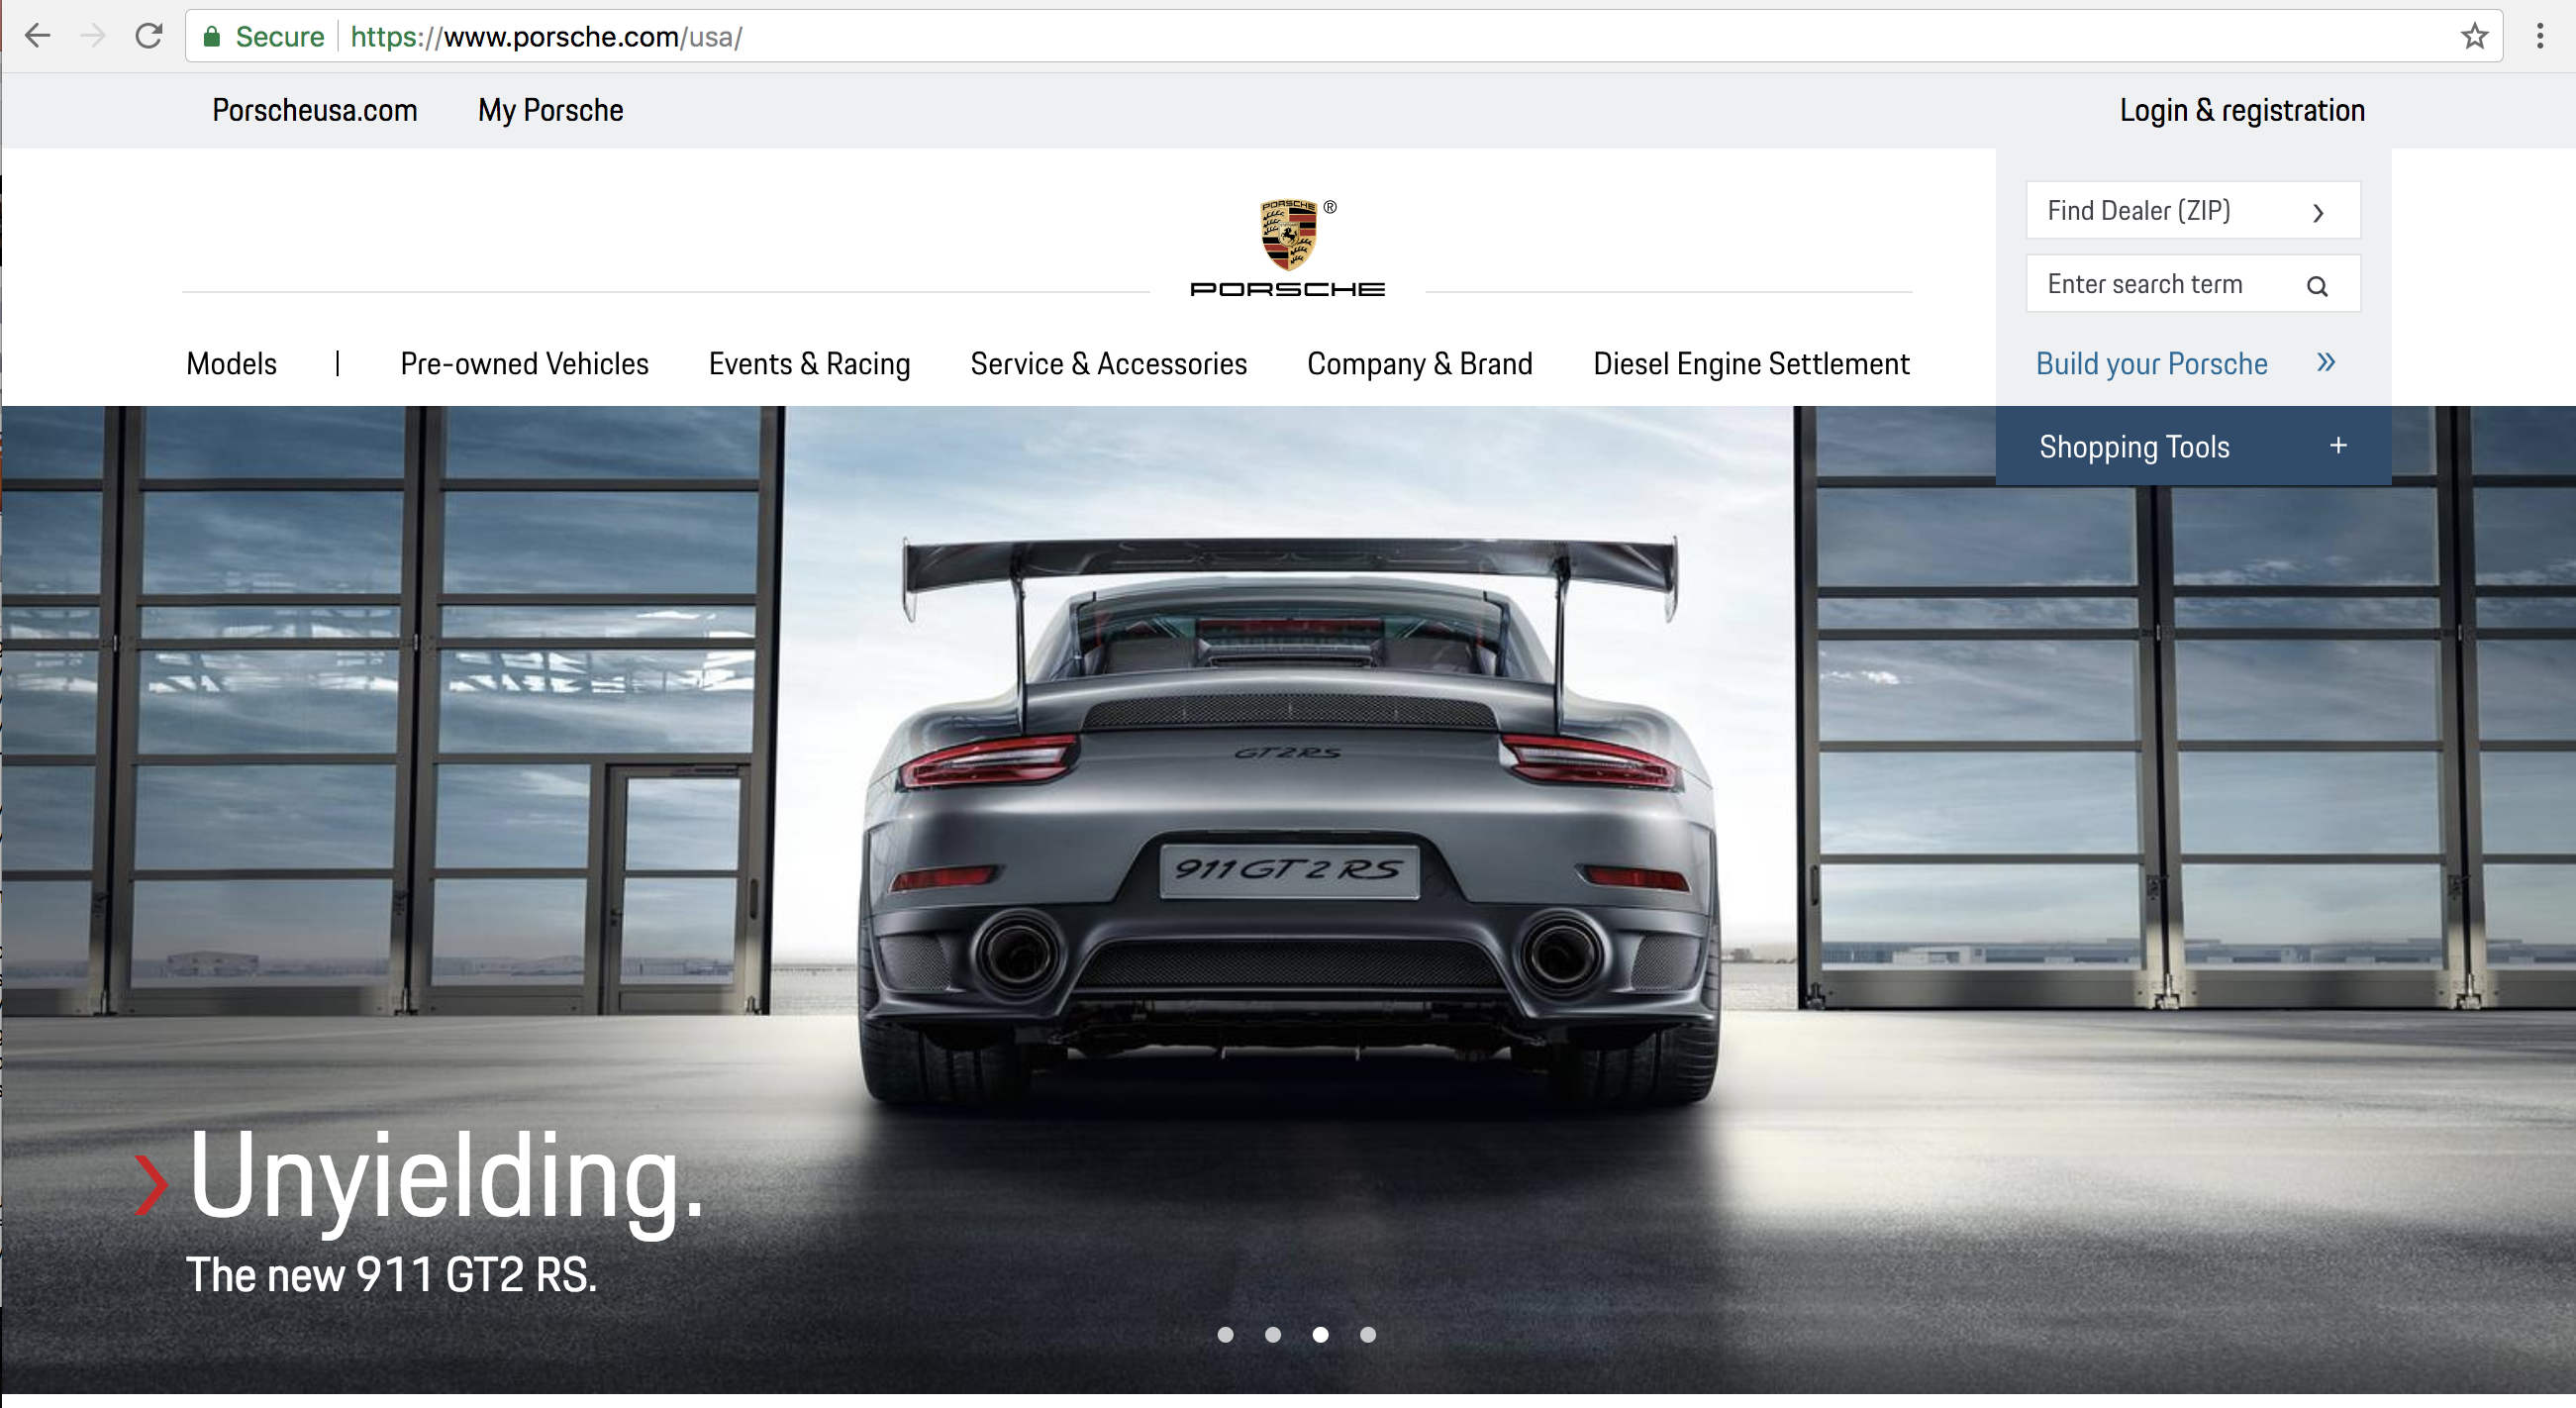 Secure https://www.porsche.com/usa/
Porscheusa.com My Porsche Login & registration
PORSCHE ®
PORSCHE
Find Dealer (ZIP)
Enter search term
Models | Pre-owned Vehicles Events & Racing Service & Accessories Company & Brand Diesel Engine Settlement Build your Porsche »
Shopping Tools +
GT2RS
911 GT2 RS
Unyielding.
The new 911 GT2 RS.